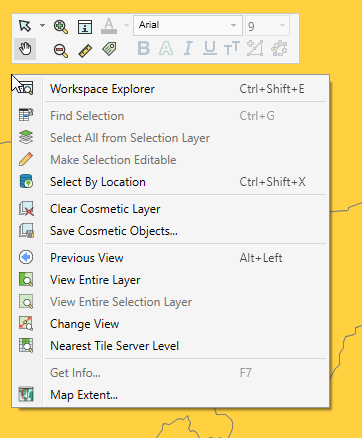 Arial 9
B A I U TT
Workspace Explorer Ctrl+Shift+E
Find Selection Ctrl+G
Select All from Selection Layer
Make Selection Editable
Select By Location Ctrl+Shift+X
Clear Cosmetic Layer
Save Cosmetic Objects...
Previous View Alt+Left
View Entire Layer
View Entire Selection Layer
Change View
Nearest Tile Server Level
Get Info... F7
Map Extent...